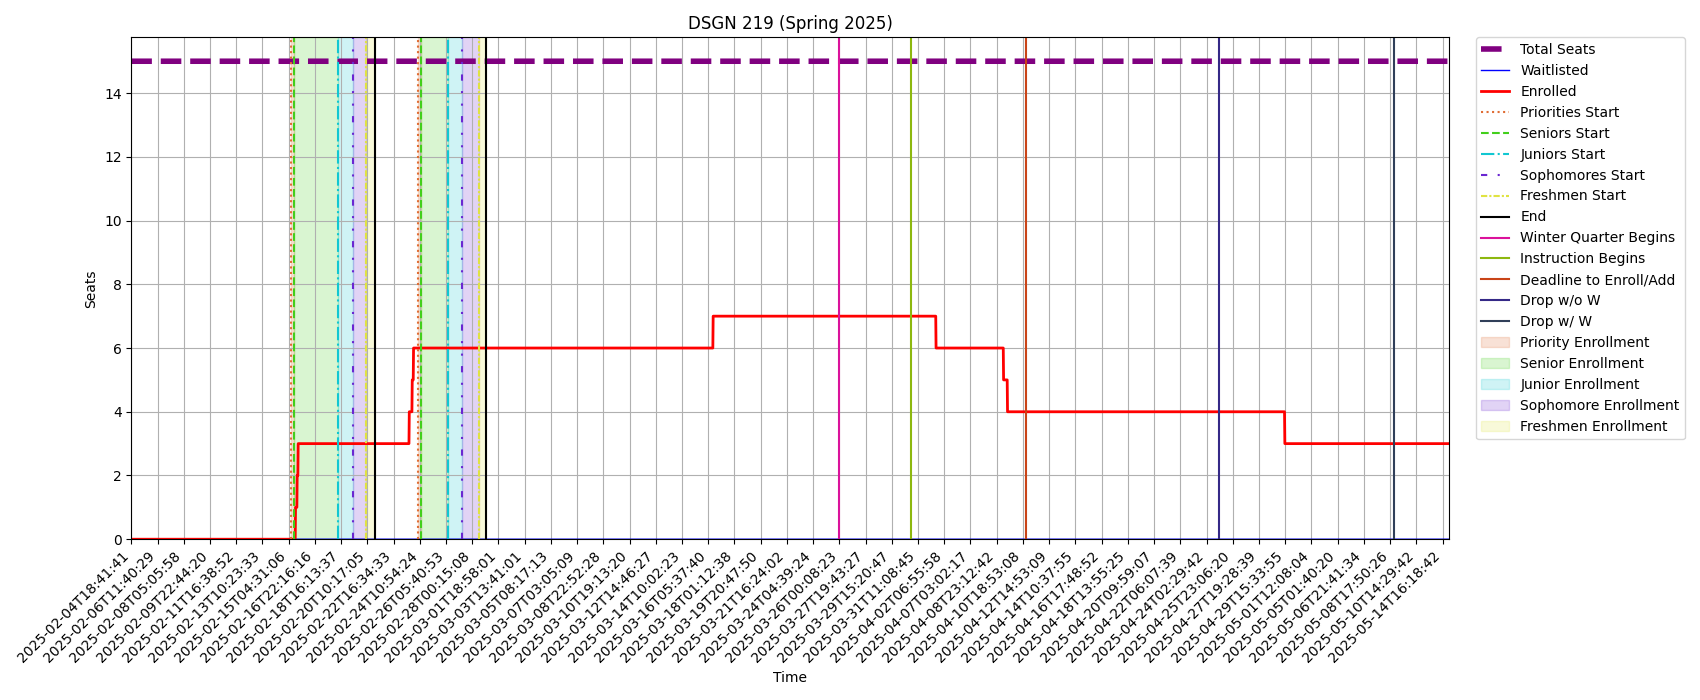 DSGN 219 (Spring 2025)
Seats
14
12
10
8
6
4
2
0
2025-02-04T18:41:41
2025-02-06T11:40:29
2025-02-08T05:05:58
2025-02-09T22:44:20
2025-02-11T16:38:52
2025-02-13T10:23:33
2025-02-15T04:31:06
2025-02-16T22:16:16
2025-02-18T16:13:37
2025-02-20T10:17:05
2025-02-22T16:34:33
2025-02-24T10:54:24
2025-02-26T05:40:53
2025-02-28T00:15:08
2025-03-01T18:58:01
2025-03-03T13:41:01
2025-03-05T08:17:13
2025-03-07T03:05:09
2025-03-08T22:52:28
2025-03-10T19:13:20
2025-03-12T14:46:27
2025-03-14T10:02:23
2025-03-16T05:37:40
2025-03-18T01:12:38
2025-03-19T20:47:50
2025-03-21T16:24:02
2025-03-24T04:39:24
2025-03-26T00:08:23
2025-03-27T19:43:27
2025-03-29T15:20:47
2025-03-31T11:08:45
2025-04-02T06:55:58
2025-04-07T03:02:17
2025-04-08T23:12:42
2025-04-10T18:53:08
2025-04-12T14:53:09
2025-04-14T10:37:55
2025-04-16T17:48:52
2025-04-18T13:55:25
2025-04-20T09:59:07
2025-04-22T06:07:39
2025-04-24T02:29:42
2025-04-25T23:06:20
2025-04-27T19:28:39
2025-04-29T15:33:55
2025-05-01T12:08:04
2025-05-05T01:40:20
2025-05-06T21:41:34
2025-05-08T17:50:26
2025-05-10T14:29:42
2025-05-14T16:18:42
Time
Total Seats
Waitlisted
Enrolled
Priorities Start
Seniors Start
Juniors Start
Sophomores Start
Freshmen Start
End
Winter Quarter Begins
Instruction Begins
Deadline to Enroll/Add
Drop w/o W
Drop w/ W
Priority Enrollment
Senior Enrollment
Junior Enrollment
Sophomore Enrollment
Freshmen Enrollment